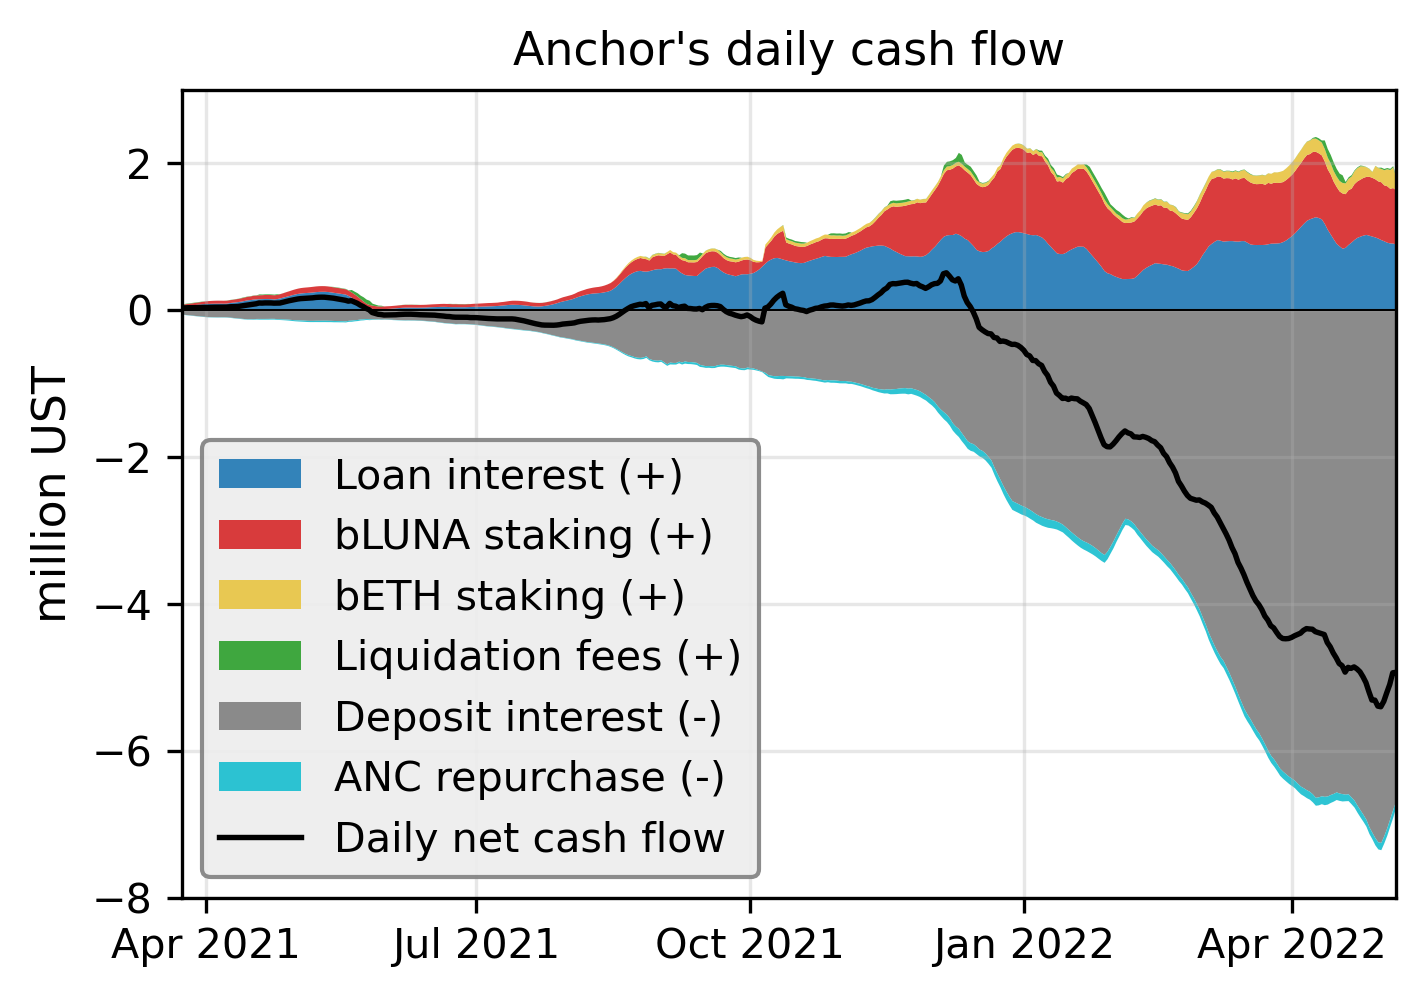 Anchor's daily cash flow
million UST
2
0
−2
−4
−6
−8
Loan interest (+)
bLUNA staking (+)
bETH staking (+)
Liquidation fees (+)
Deposit interest (-)
ANC repurchase (-)
Daily net cash flow
Apr 2021
Jul 2021
Oct 2021
Jan 2022
Apr 2022